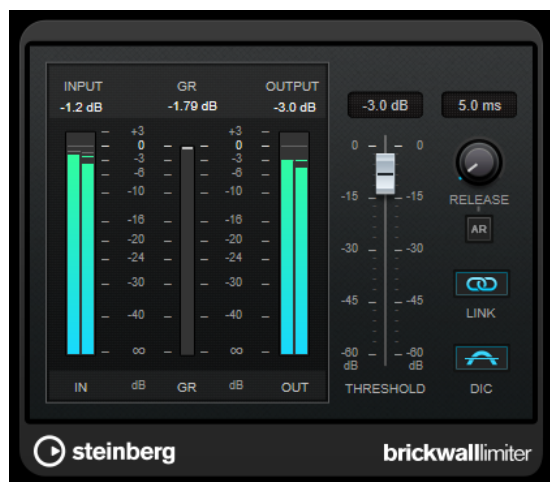 INPUT GR OUTPUT
-1.2 dB -1.79 dB -3.0 dB -3.0 dB 5.0 ms
+3 +3
0 0 0 0
-3 -3
-6 -6
-10 -10
-15 -15 RELEASE
-16 -16
AR
-20 -20
-24 -24 -30 -30
-30 -30
-45 -45
-40 -40 LINK
∞ ∞ -60 -60
dB dB
IN dB GR dB OUT THRESHOLD DIC
steinberg brickwalllimiter